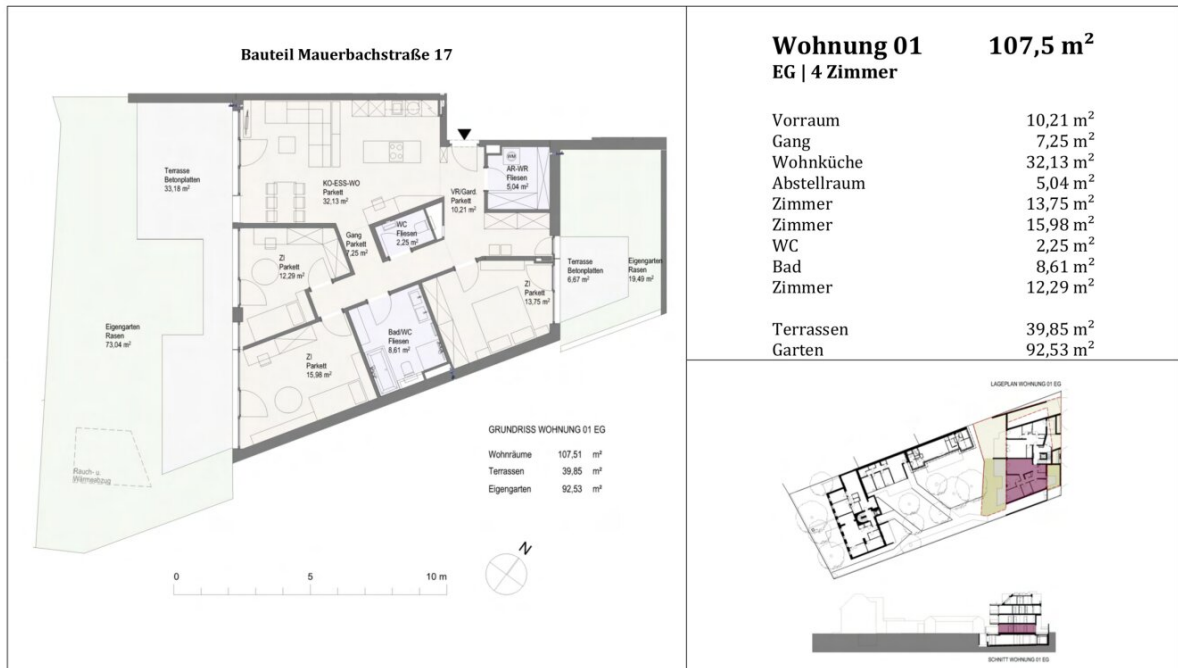 Bauteil Mauerbachstraße 17
Terrasse
Betonplatten
33,18 m²
KO-ESS-WO
Parkett
32,13 m²
VR/Gard.
Parkett
10,21 m²
AR-WR
Fliesen
5,04 m²
WM
WC
Fliesen
2,25 m²
Gang
Parkett
7,25 m²
ZI
Parkett
12,29 m²
ZI
Parkett
13,75 m²
Terrasse
Betonplatten
6,67 m²
Eigengarten
Rasen
19,49 m²
Eigengarten
Rasen
73,04 m²
Bad/WC
Fliesen
8,61 m²
ZI
Parkett
15,98 m²
Rauch- u.
Wärmeabzug
GRUNDRISS WOHNUNG 01 EG
Wohnräume 107,51 m²
Terrassen 39,85 m²
Eigengarten 92,53 m²
N
0 5 10 m
Wohnung 01 107,5 m²
EG | 4 Zimmer
Vorraum 10,21 m²
Gang 7,25 m²
Wohnküche 32,13 m²
Abstellraum 5,04 m²
Zimmer 13,75 m²
Zimmer 15,98 m²
WC 2,25 m²
Bad 8,61 m²
Zimmer 12,29 m²
Terrassen 39,85 m²
Garten 92,53 m²
LAGEPLAN WOHNUNG 01 EG
SCHNITT WOHNUNG 01 EG